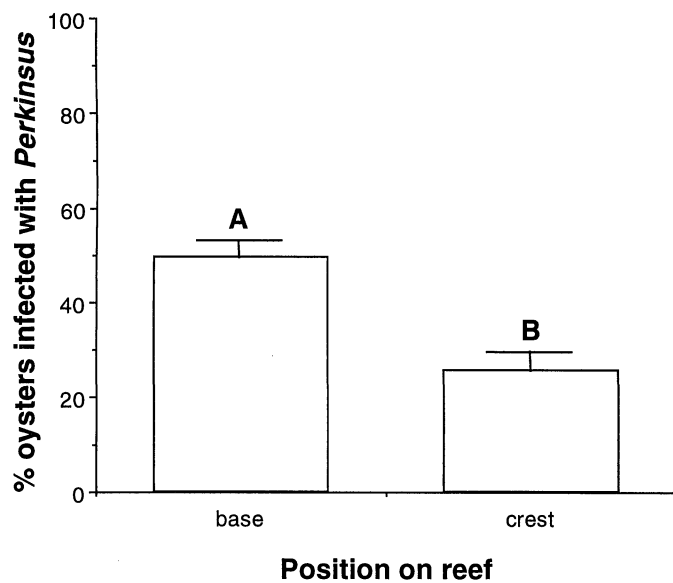 % oysters infected with Perkinsus
100
80
60
40
20
0
A
B
base
crest
Position on reef